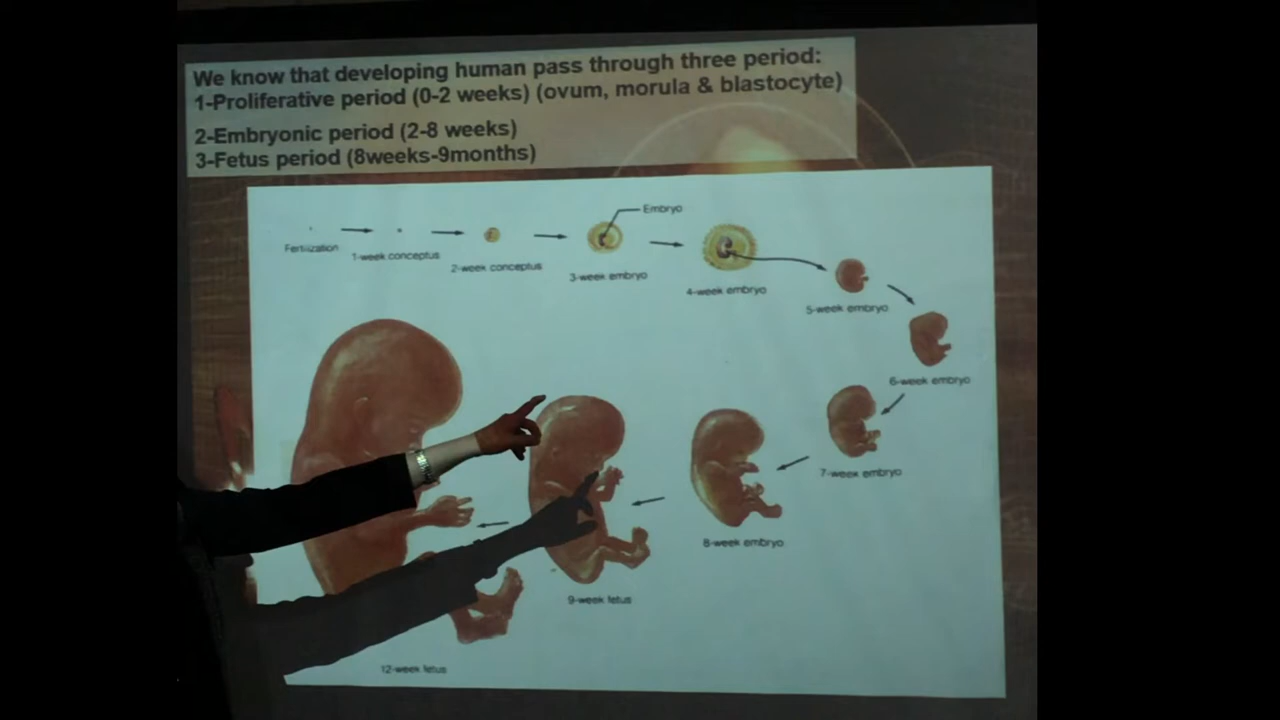 We know that developing human pass through three period:
1-Proliferative period (0-2 weeks) (ovum, morula & blastocyte)
2-Embryonic period (2-8 weeks)
3-Fetus period (8weeks-9months)
Embryo
Fertilization
1-week conceptus
2-week conceptus
3-week embryo
4-week embryo
5-week embryo
6-week embryo
7-week embryo
8-week embryo
9-week fetus
12-week fetus